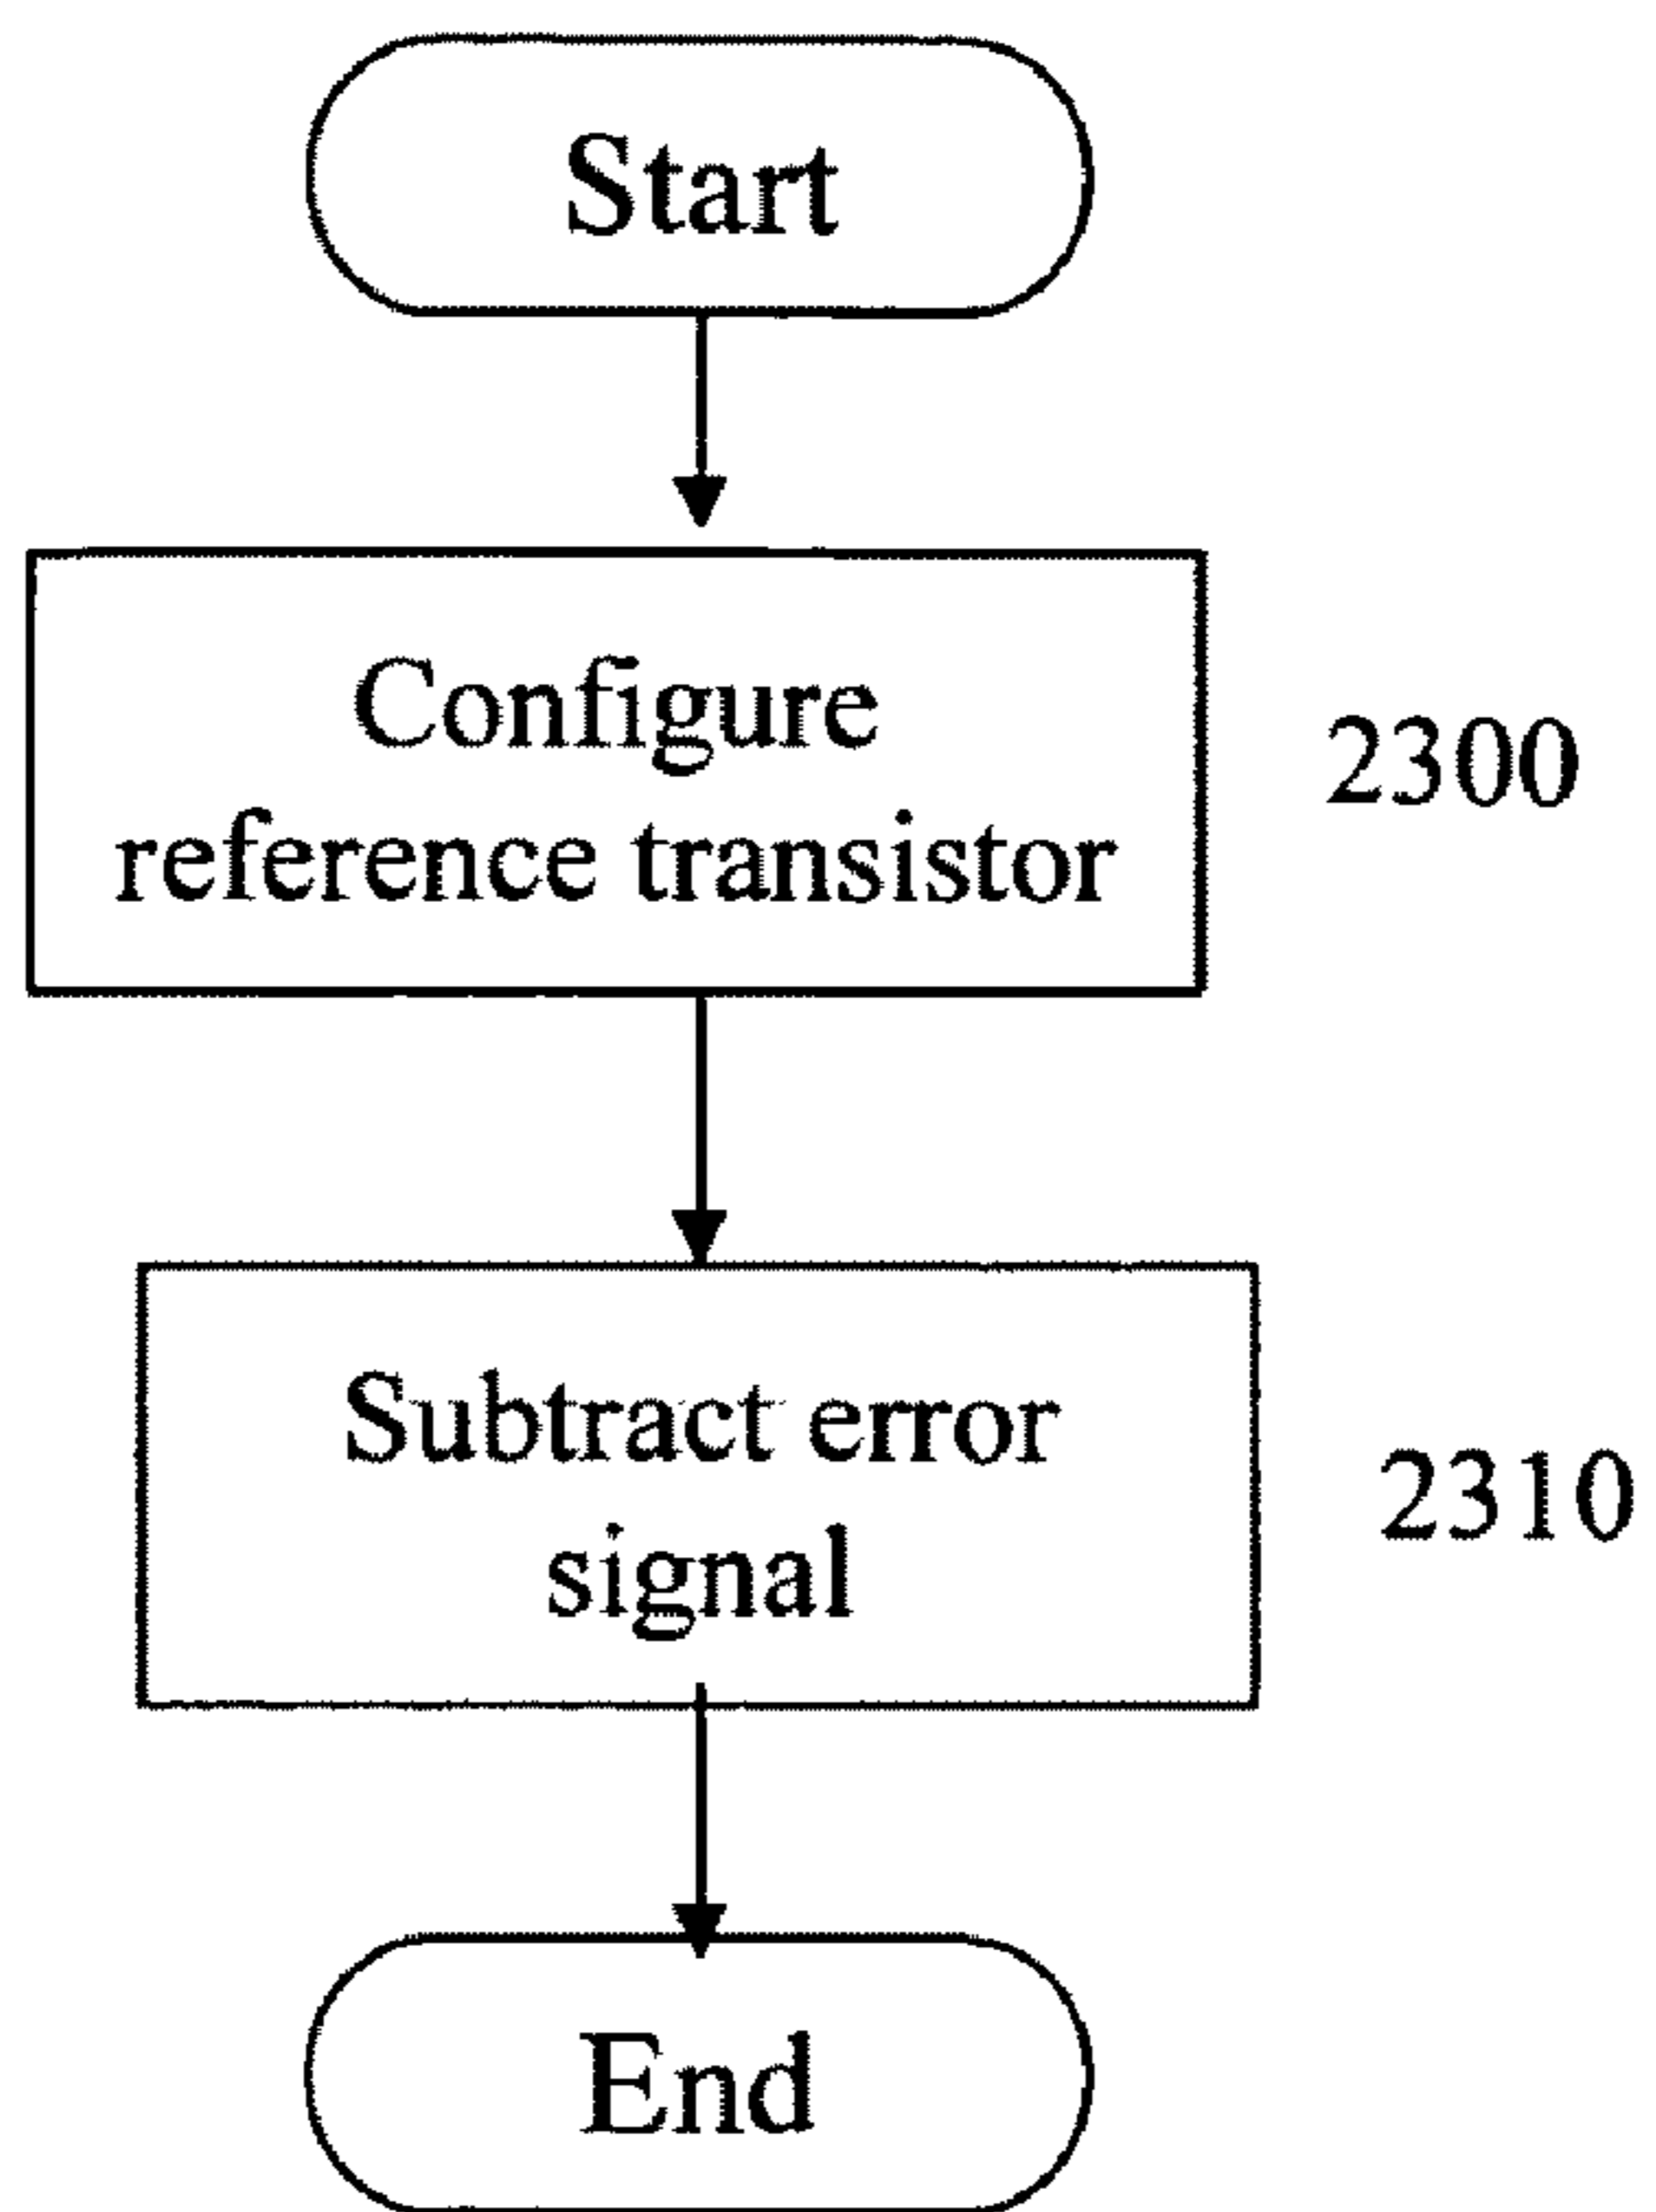 Start
Configure
reference transistor
2300
Subtract error
signal
2310
End